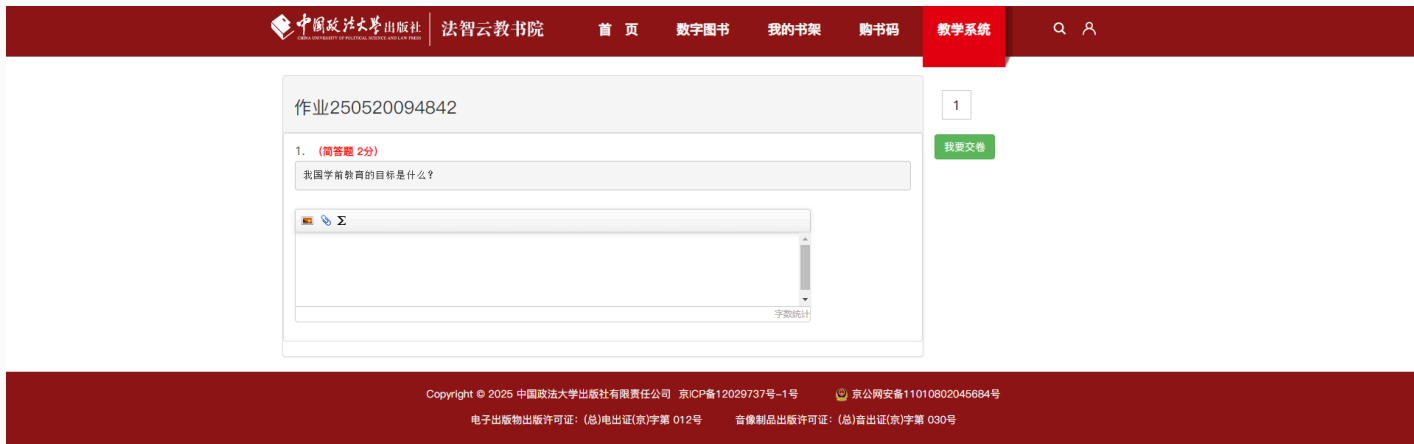 中国政法大学出版社 法智云教书院 首 页 数字图书 我的书架 购书码 教学系统
CHINA UNIVERSITY OF POLITICAL SCIENCE AND LAW PRESS
作业250520094842
1
1. (简答题 2分)
我要交卷
我国学前教育的目标是什么?
Σ
字数统计
Copyright © 2025 中国政法大学出版社有限责任公司 京ICP备12029737号-1号 京公网安备11010802045684号
电子出版物出版许可证：(总)电出证(京)字第 012号 音像制品出版许可证：(总)音出证(京)字第 030号